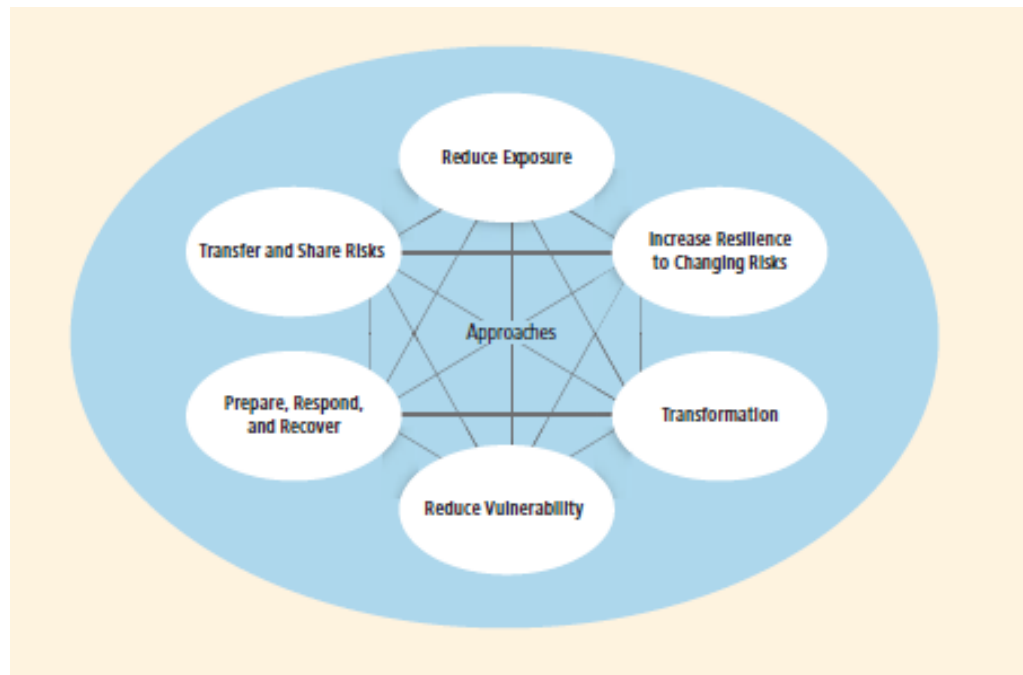 Reduce Exposure
Transfer and Share Risks
Increase Resilience
to Changing Risks
Approaches
Prepare, Respond,
and Recover
Transformation
Reduce Vulnerability